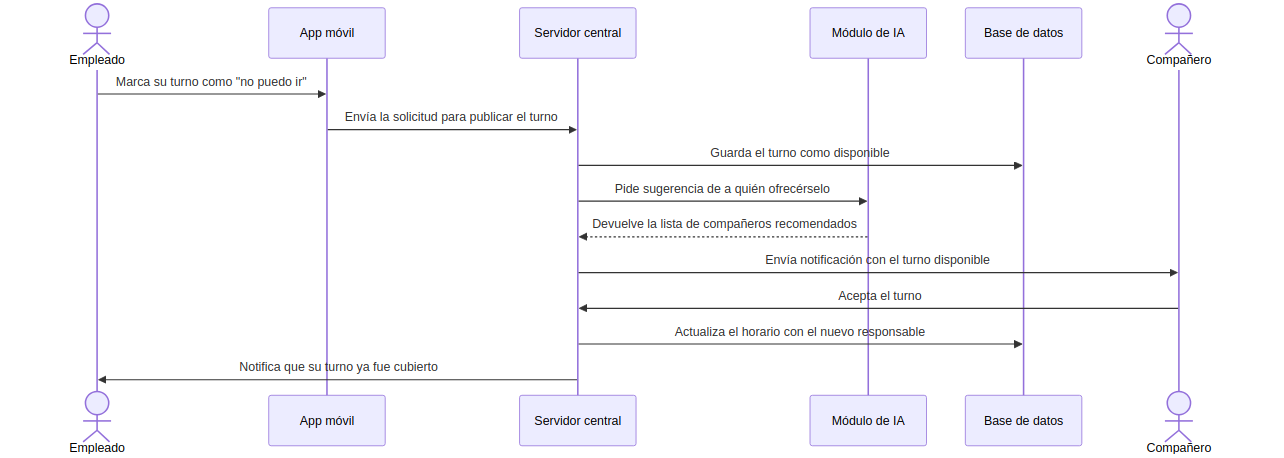 App móvil
Servidor central
Módulo de IA
Base de datos
Empleado
Compañero
Marca su turno como "no puedo ir"
Envía la solicitud para publicar el turno
Guarda el turno como disponible
Pide sugerencia de a quién ofrecérselo
Devuelve la lista de compañeros recomendados
Envía notificación con el turno disponible
Acepta el turno
Actualiza el horario con el nuevo responsable
Notifica que su turno ya fue cubierto
App móvil
Servidor central
Módulo de IA
Base de datos
Empleado
Compañero